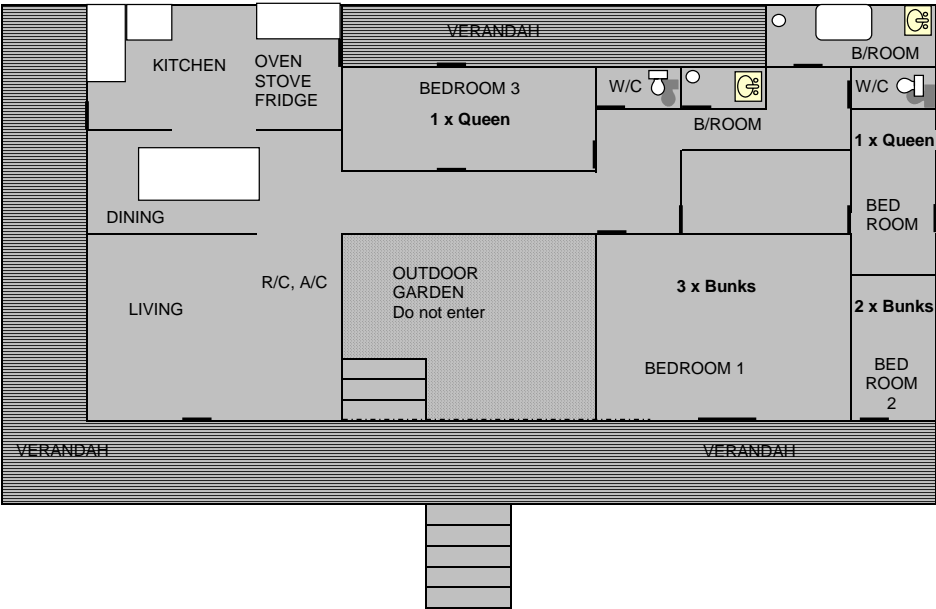 VERANDAH
B/ROOM
KITCHEN
OVEN
STOVE
FRIDGE
BEDROOM 3
1 x Queen
W/C
B/ROOM
W/C
1 x Queen
BED
ROOM
DINING
R/C, A/C
LIVING
OUTDOOR
GARDEN
Do not enter
3 x Bunks
BEDROOM 1
2 x Bunks
BED
ROOM
2
VERANDAH
VERANDAH